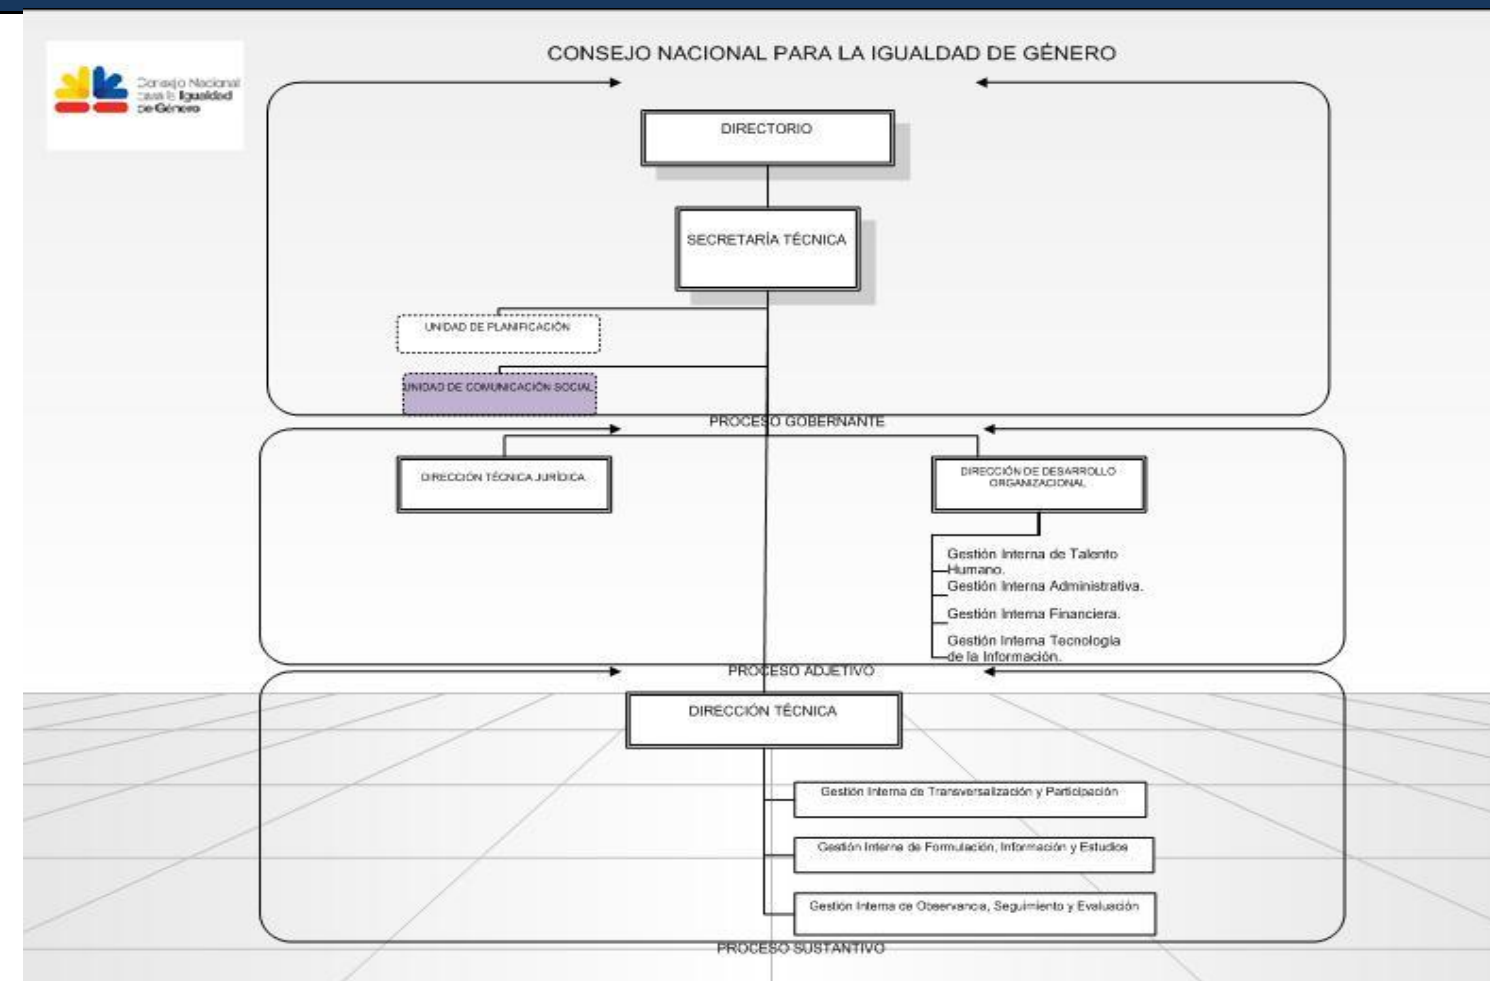 CONSEJO NACIONAL PARA LA IGUALDAD DE GÉNERO
Consejo Nacional
para la Igualdad
de Género
DIRECTORIO
SECRETARÍA TÉCNICA
UNIDAD DE PLANIFICACIÓN
UNIDAD DE COMUNICACIÓN SOCIAL
PROCESO GOBERNANTE
DIRECCIÓN TÉCNICA JURÍDICA
DIRECCIÓN DE DESARROLLO
ORGANIZACIONAL
Gestión Interna de Talento
Humano.
Gestión Interna Administrativa.
Gestión Interna Financiera.
Gestión Interna Tecnología
de la Información.
PROCESO ADJETIVO
DIRECCIÓN TÉCNICA
Gestión Interna de Transversalización y Participación
Gestión Interna de Formulación, Información y Estudios
Gestión Interna de Observancia, Seguimiento y Evaluación
PROCESO SUSTANTIVO